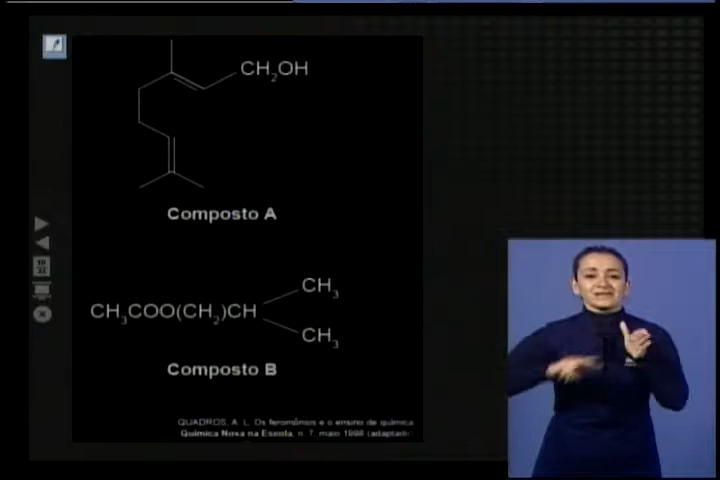 CH₂OH
Composto A
CH₃
CH₃COO(CH₂)CH
CH₃
Composto B
QUADROS, A. L. Os feromônios e o ensino de química
Química Nova na Escola, n. 7, maio 1998 (adaptado)